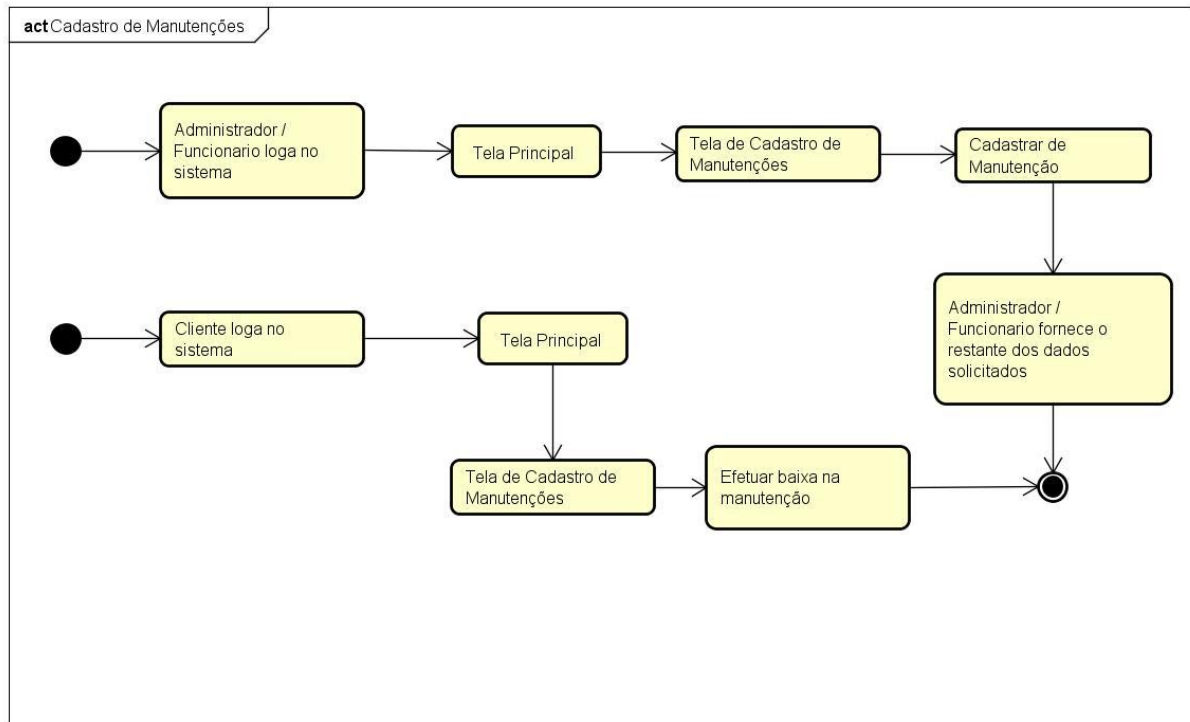 act Cadastro de Manutenções
Administrador /
Funcionario loga no
sistema
Tela Principal
Tela de Cadastro de
Manutenções
Cadastrar de
Manutenção
Administrador /
Funcionario fornece o
restante dos dados
solicitados
Cliente loga no
sistema
Tela Principal
Tela de Cadastro de
Manutenções
Efetuar baixa na
manutenção